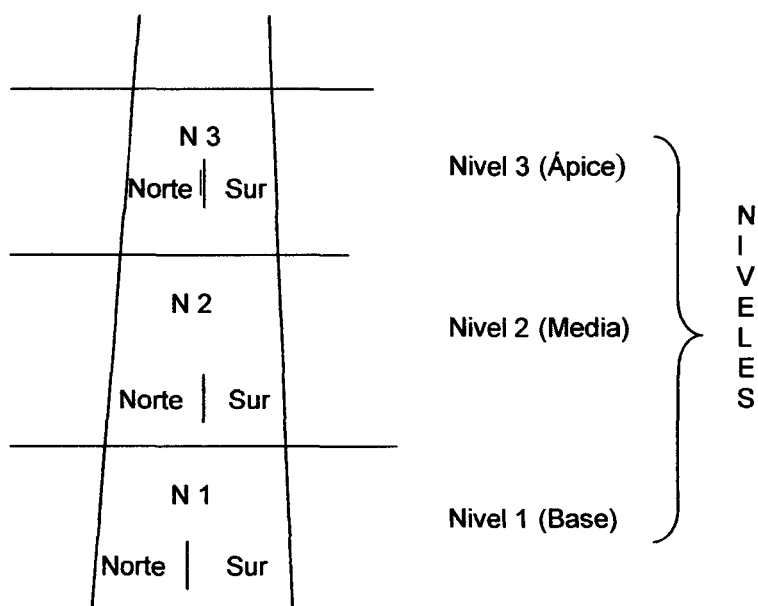 N 3
Norte | Sur
Nivel 3 (Ápice)
N 2
Norte | Sur
Nivel 2 (Media)
N 1
Norte | Sur
Nivel 1 (Base)
NIVELES